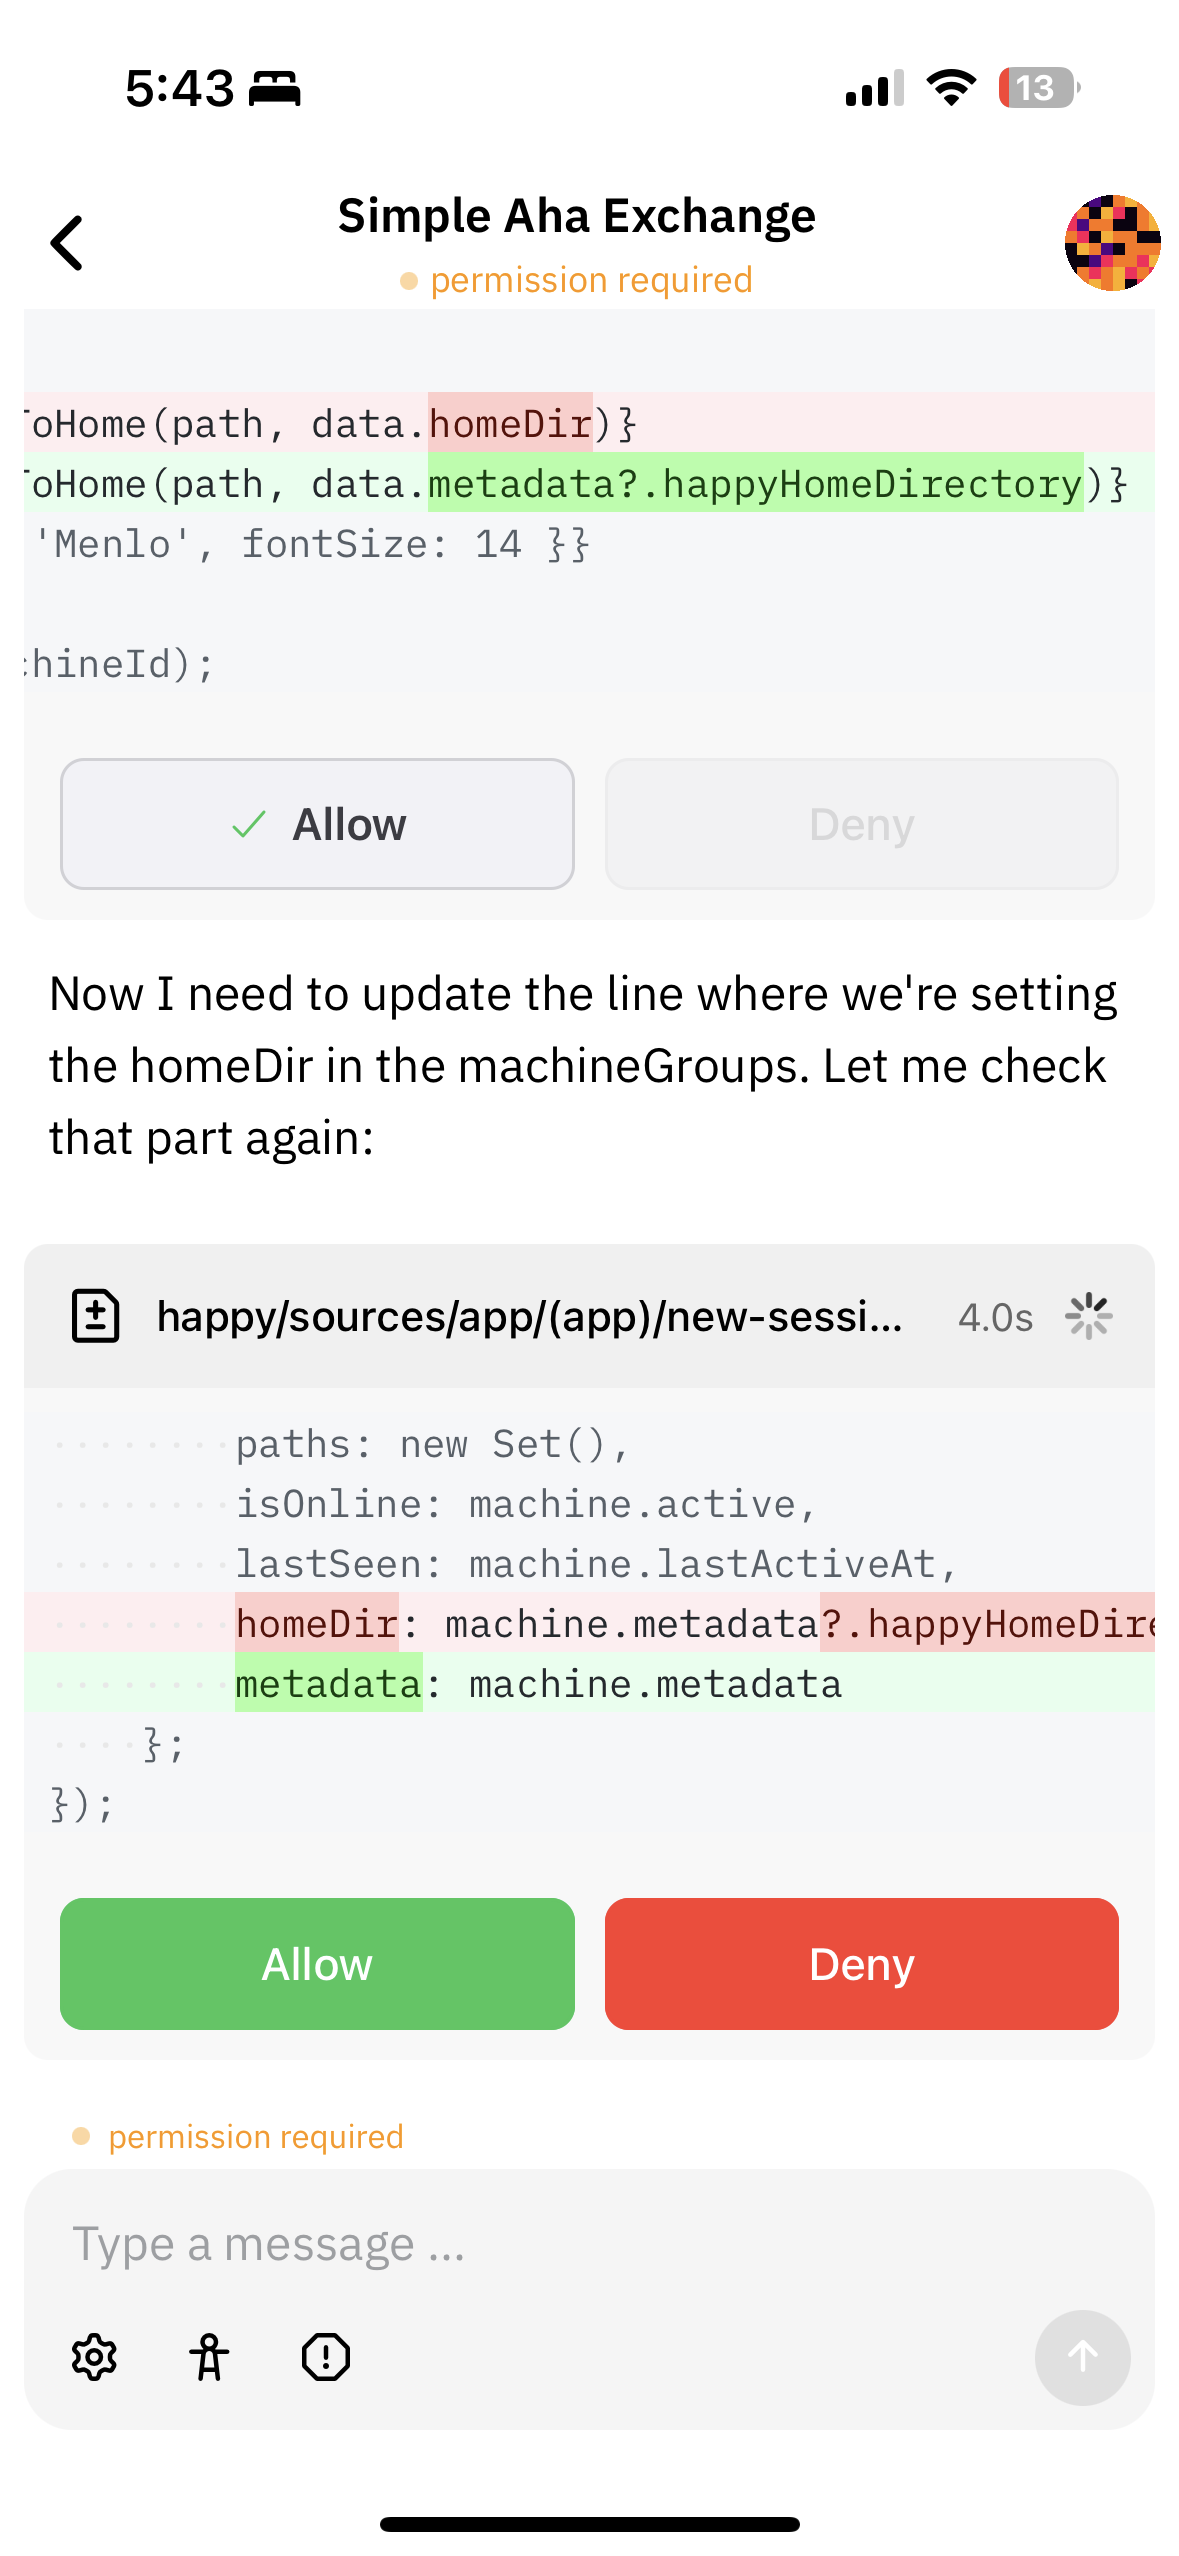 5:43
13
Simple Aha Exchange
permission required
ToHome(path, data.homeDir)}
ToHome(path, data.metadata?.happyHomeDirectory)}
'Menlo', fontSize: 14 }}
chineId);
Allow
Deny
Now I need to update the line where we're setting
the homeDir in the machineGroups. Let me check
that part again:
happy/sources/app/(app)/new-sessi...
4.0s
paths: new Set(),
isOnline: machine.active,
lastSeen: machine.lastActiveAt,
homeDir: machine.metadata?.happyHomeDire
metadata: machine.metadata
};
});
Allow
Deny
permission required
Type a message ...